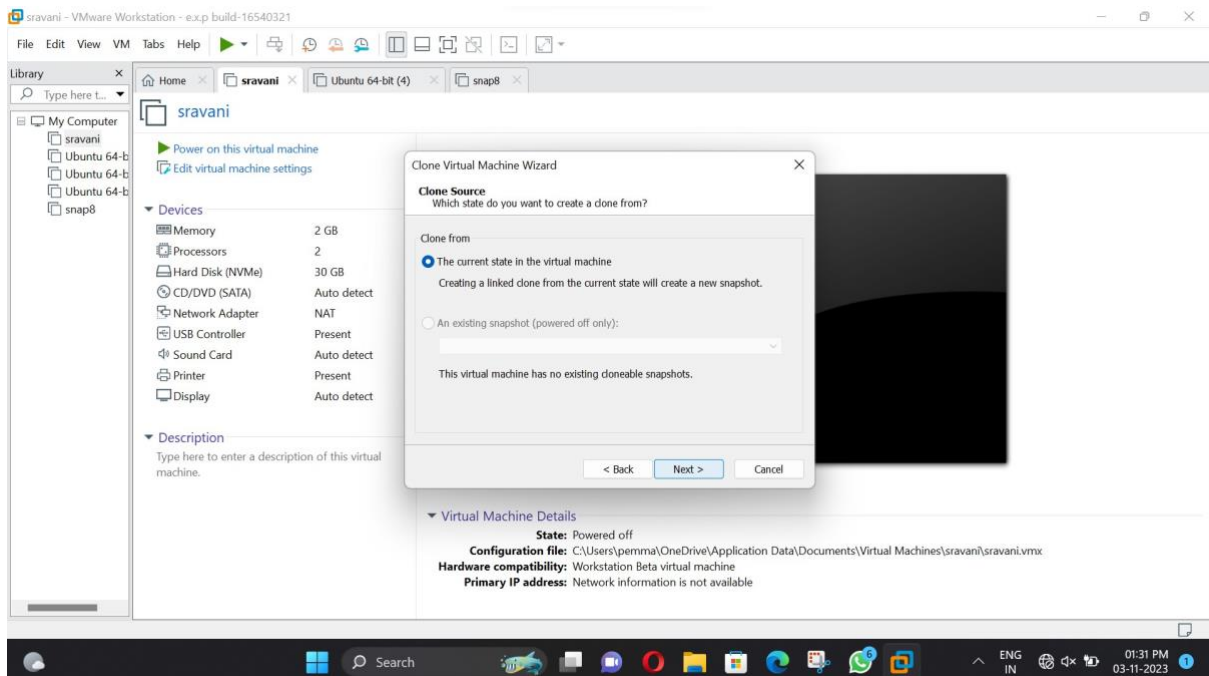 sravani - VMware Workstation - e.x.p build-16540321
File Edit View VM Tabs Help
Library ×
Home × sravani × Ubuntu 64-bit (4) × snap8 ×
Type here t...
My Computer
sravani
Ubuntu 64-b
Ubuntu 64-b
Ubuntu 64-b
snap8
sravani
Power on this virtual machine
Edit virtual machine settings
Devices
Memory 2 GB
Processors 2
Hard Disk (NVMe) 30 GB
CD/DVD (SATA) Auto detect
Network Adapter NAT
USB Controller Present
Sound Card Auto detect
Printer Present
Display Auto detect
Description
Type here to enter a description of this virtual
machine.
Clone Virtual Machine Wizard
Clone Source
Which state do you want to create a clone from?
Clone from
The current state in the virtual machine
Creating a linked clone from the current state will create a new snapshot.
An existing snapshot (powered off only):
This virtual machine has no existing cloneable snapshots.
< Back Next > Cancel
Virtual Machine Details
State: Powered off
Configuration file: C:\Users\pemma\OneDrive\Application Data\Documents\Virtual Machines\sravani\sravani.vmx
Hardware compatibility: Workstation Beta virtual machine
Primary IP address: Network information is not available
Search
6
ENG
IN
01:31 PM
03-11-2023
1